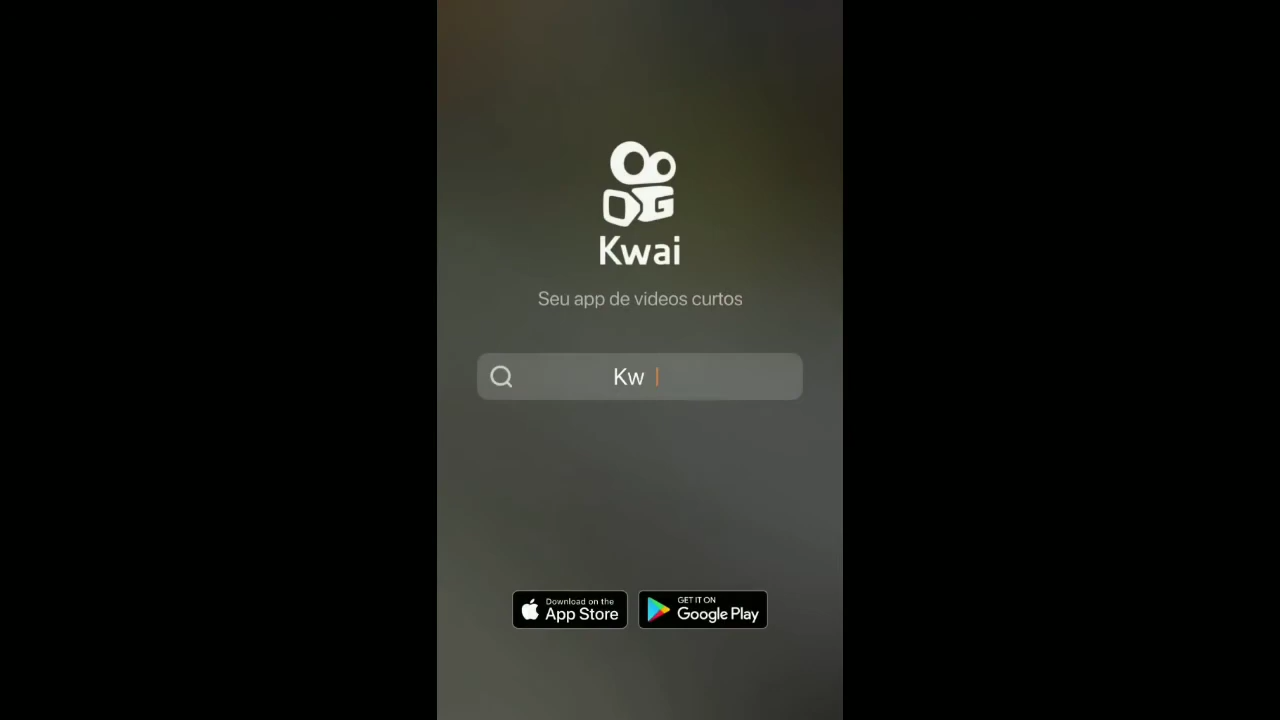 Kwai
Seu app de videos curtos
Kw
Download on the
App Store
GET IT ON
Google Play